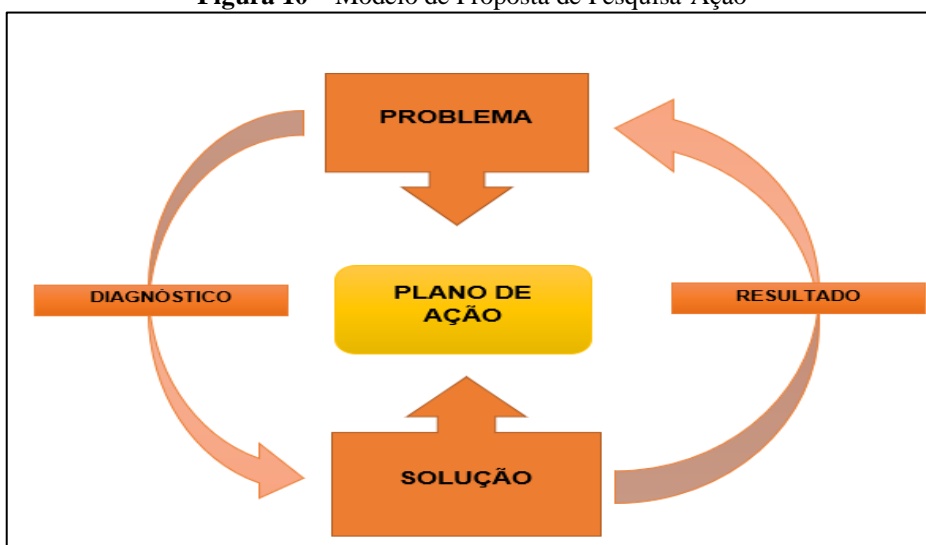 Figura 10 – Modelo de Proposta de Pesquisa-Ação
PROBLEMA
DIAGNÓSTICO
PLANO DE
AÇÃO
RESULTADO
SOLUÇÃO